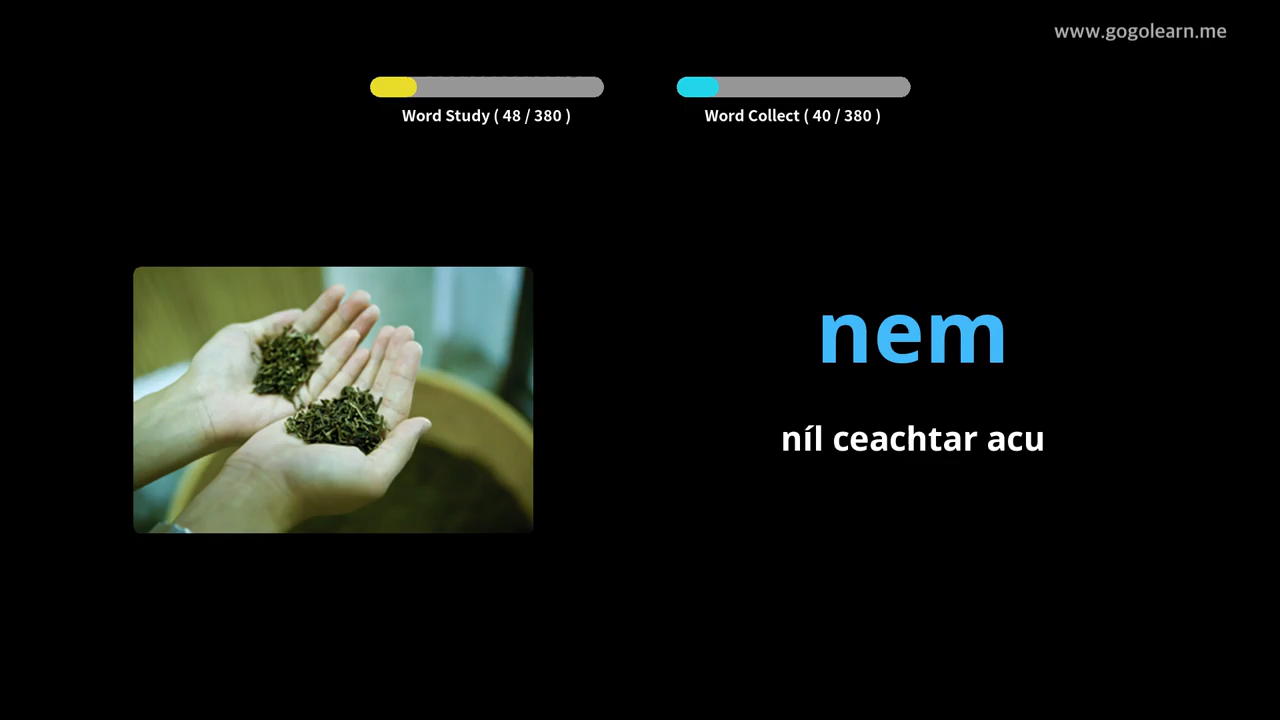 www.gogolearn.me
Word Study ( 48 / 380 )
Word Collect ( 40 / 380 )
nem
níl ceachtar acu